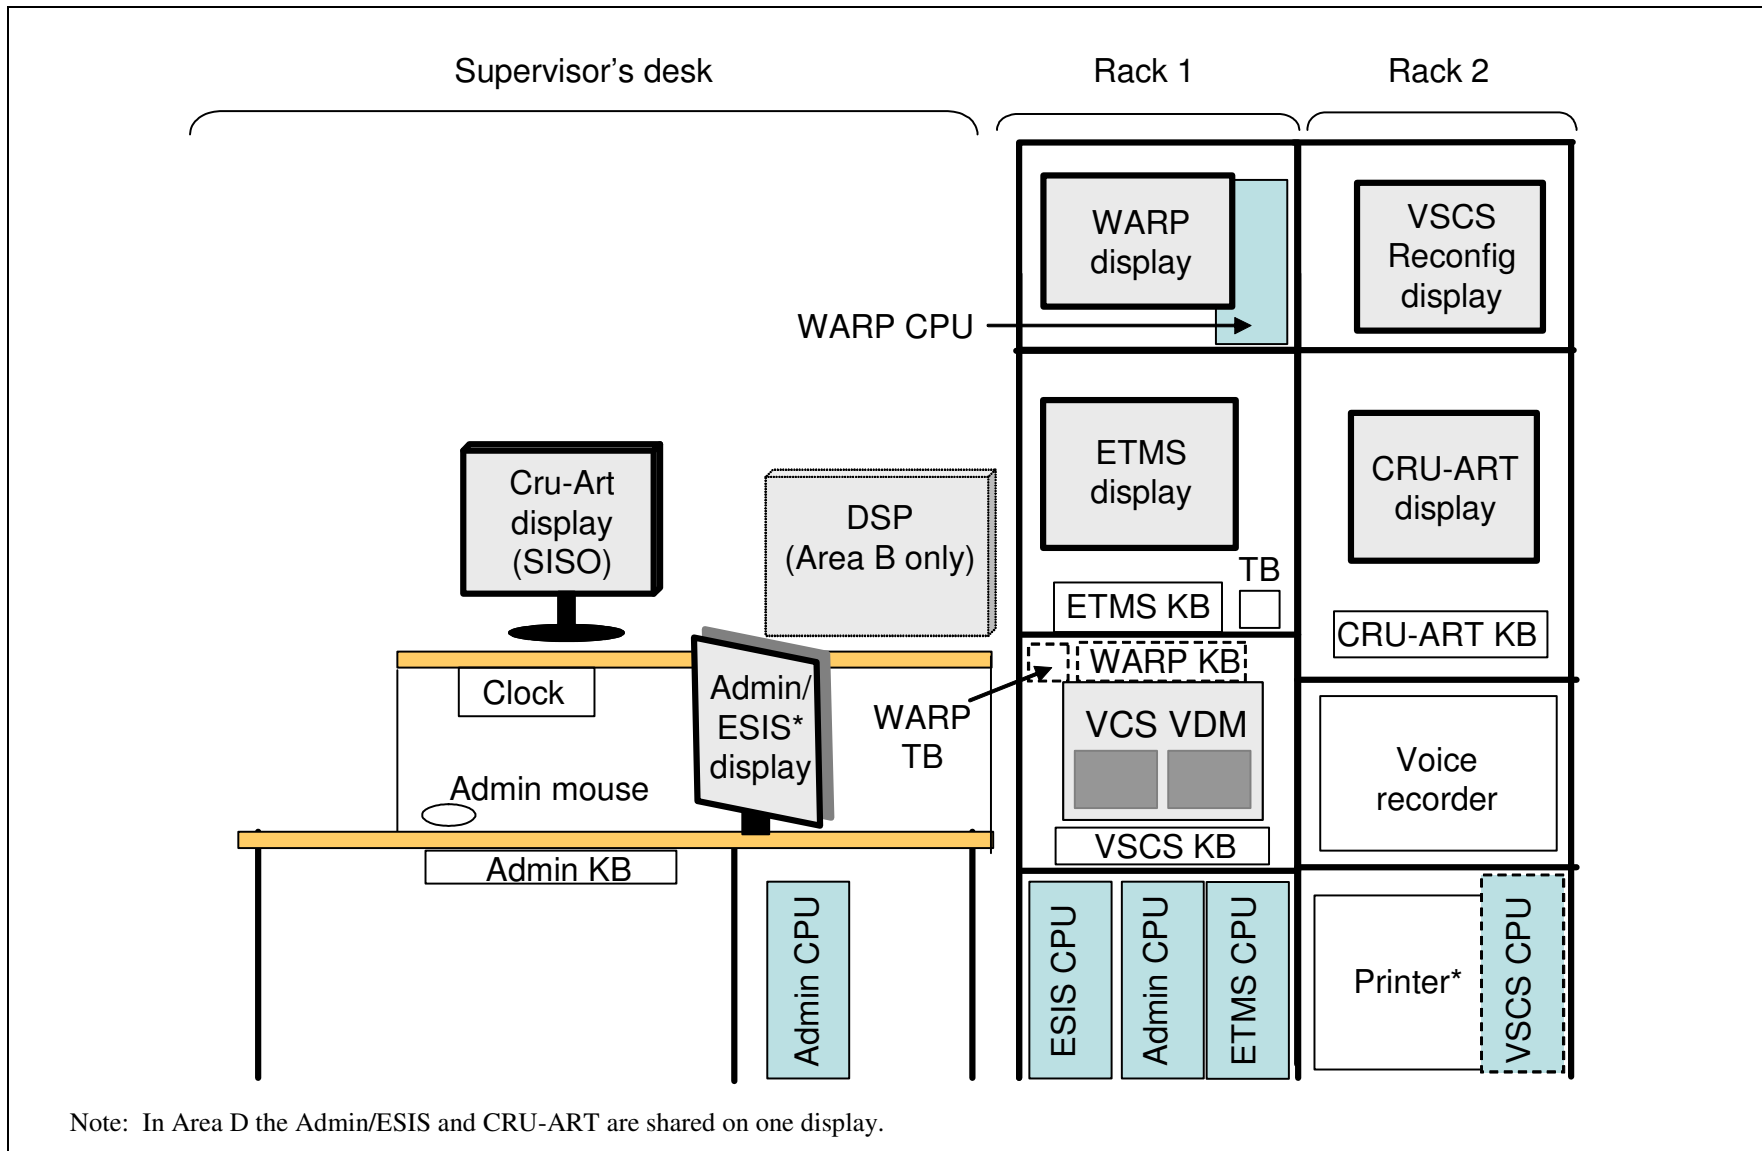 Supervisor's desk
Rack 1
Rack 2
WARP
display
VSCS
Reconfig
display
WARP CPU
Cru-Art
display
(SISO)
DSP
(Area B only)
ETMS
display
TB
ETMS KB
CRU-ART
display
CRU-ART KB
Clock
Admin/
ESIS*
display
WARP
TB
WARP KB
VCS VDM
VSCS KB
Voice
recorder
Admin mouse
Admin KB
Admin CPU
ESIS CPU
Admin CPU
ETMS CPU
Printer*
VSCS CPU
Note:  In Area D the Admin/ESIS and CRU-ART are shared on one display.